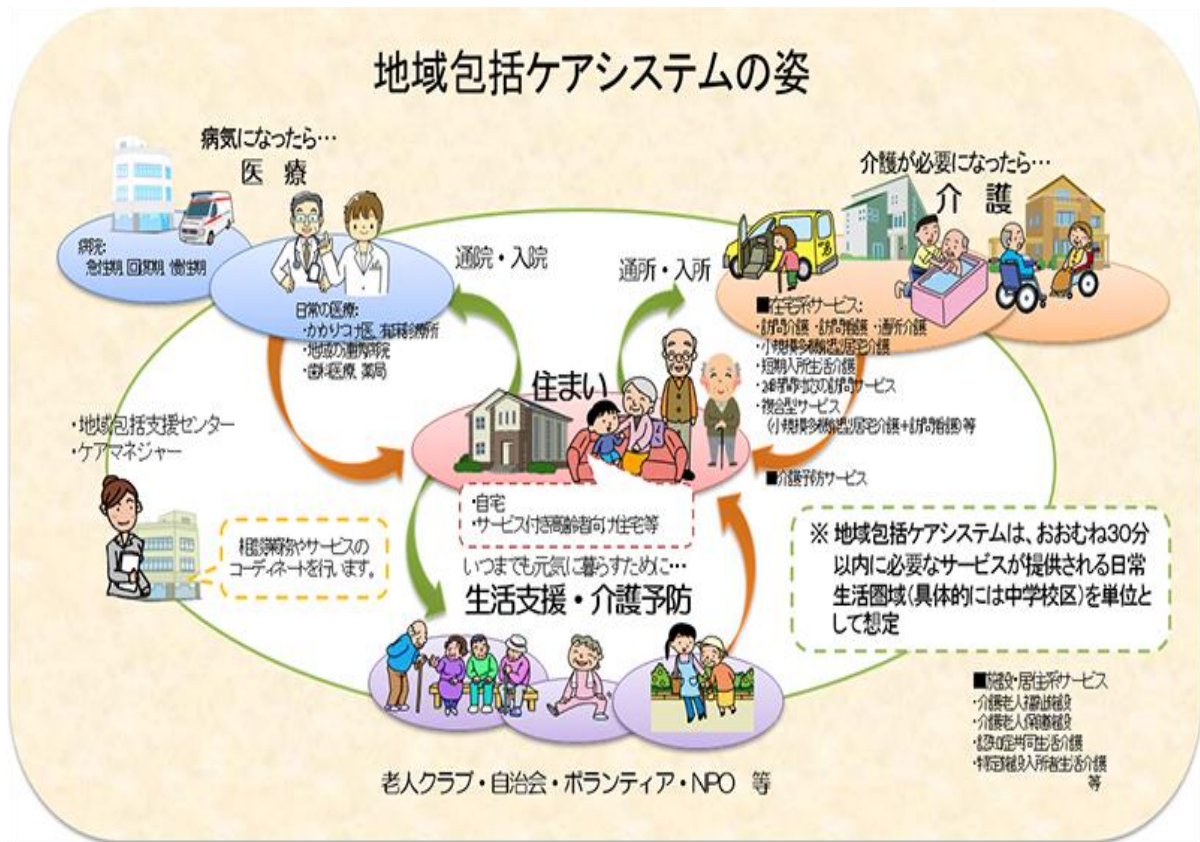 地域包括ケアシステムの姿
病気になったら…
医 療
病院:
急性期、回復期、慢性期
日常の医療:
・かかりつけ医、有床診療所
・地域の連携病院
・歯科医療、薬局
通院・入院
通所・入所
介護が必要になったら…
介 護
■在宅系サービス:
・訪問介護 ・訪問看護 ・通所介護
・小規模多機能型居宅介護
・短期入所生活介護
・24時間対応の訪問サービス
・複合型サービス
(小規模多機能型居宅介護+訪問看護)等
■介護予防サービス
住まい
・自宅
・サービス付き高齢者向け住宅等
・地域包括支援センター
・ケアマネジャー
相談業務やサービスの
コーディネートを行います。
いつまでも元気に暮らすために…
生活支援・介護予防
老人クラブ・自治会・ボランティア・NPO 等
※ 地域包括ケアシステムは、おおむね30分
以内に必要なサービスが提供される日常
生活圏域(具体的には中学校区)を単位と
して想定
■施設・居住系サービス
・介護老人福祉施設
・介護老人保健施設
・認知症共同生活介護
・特定施設入所者生活介護
等